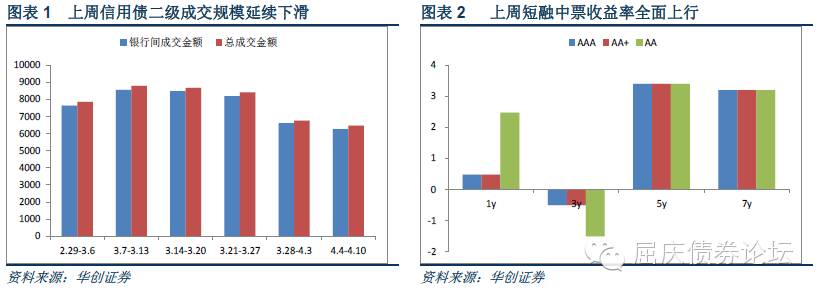 图表 1 上周信用债二级成交规模延续下滑
银行间成交金额 总成交金额
10000
9000
8000
7000
6000
5000
4000
3000
2000
1000
0
2.29-3.6 3.7-3.13 3.14-3.20 3.21-3.27 3.28-4.3 4.4-4.10
资料来源：华创证券
图表 2 上周短融中票收益率全面上行
AAA AA+ AA
4
3
2
1
0
-1
-2
1y 3y 5y 7y
屈庆债券论坛
资料来源：华创证券